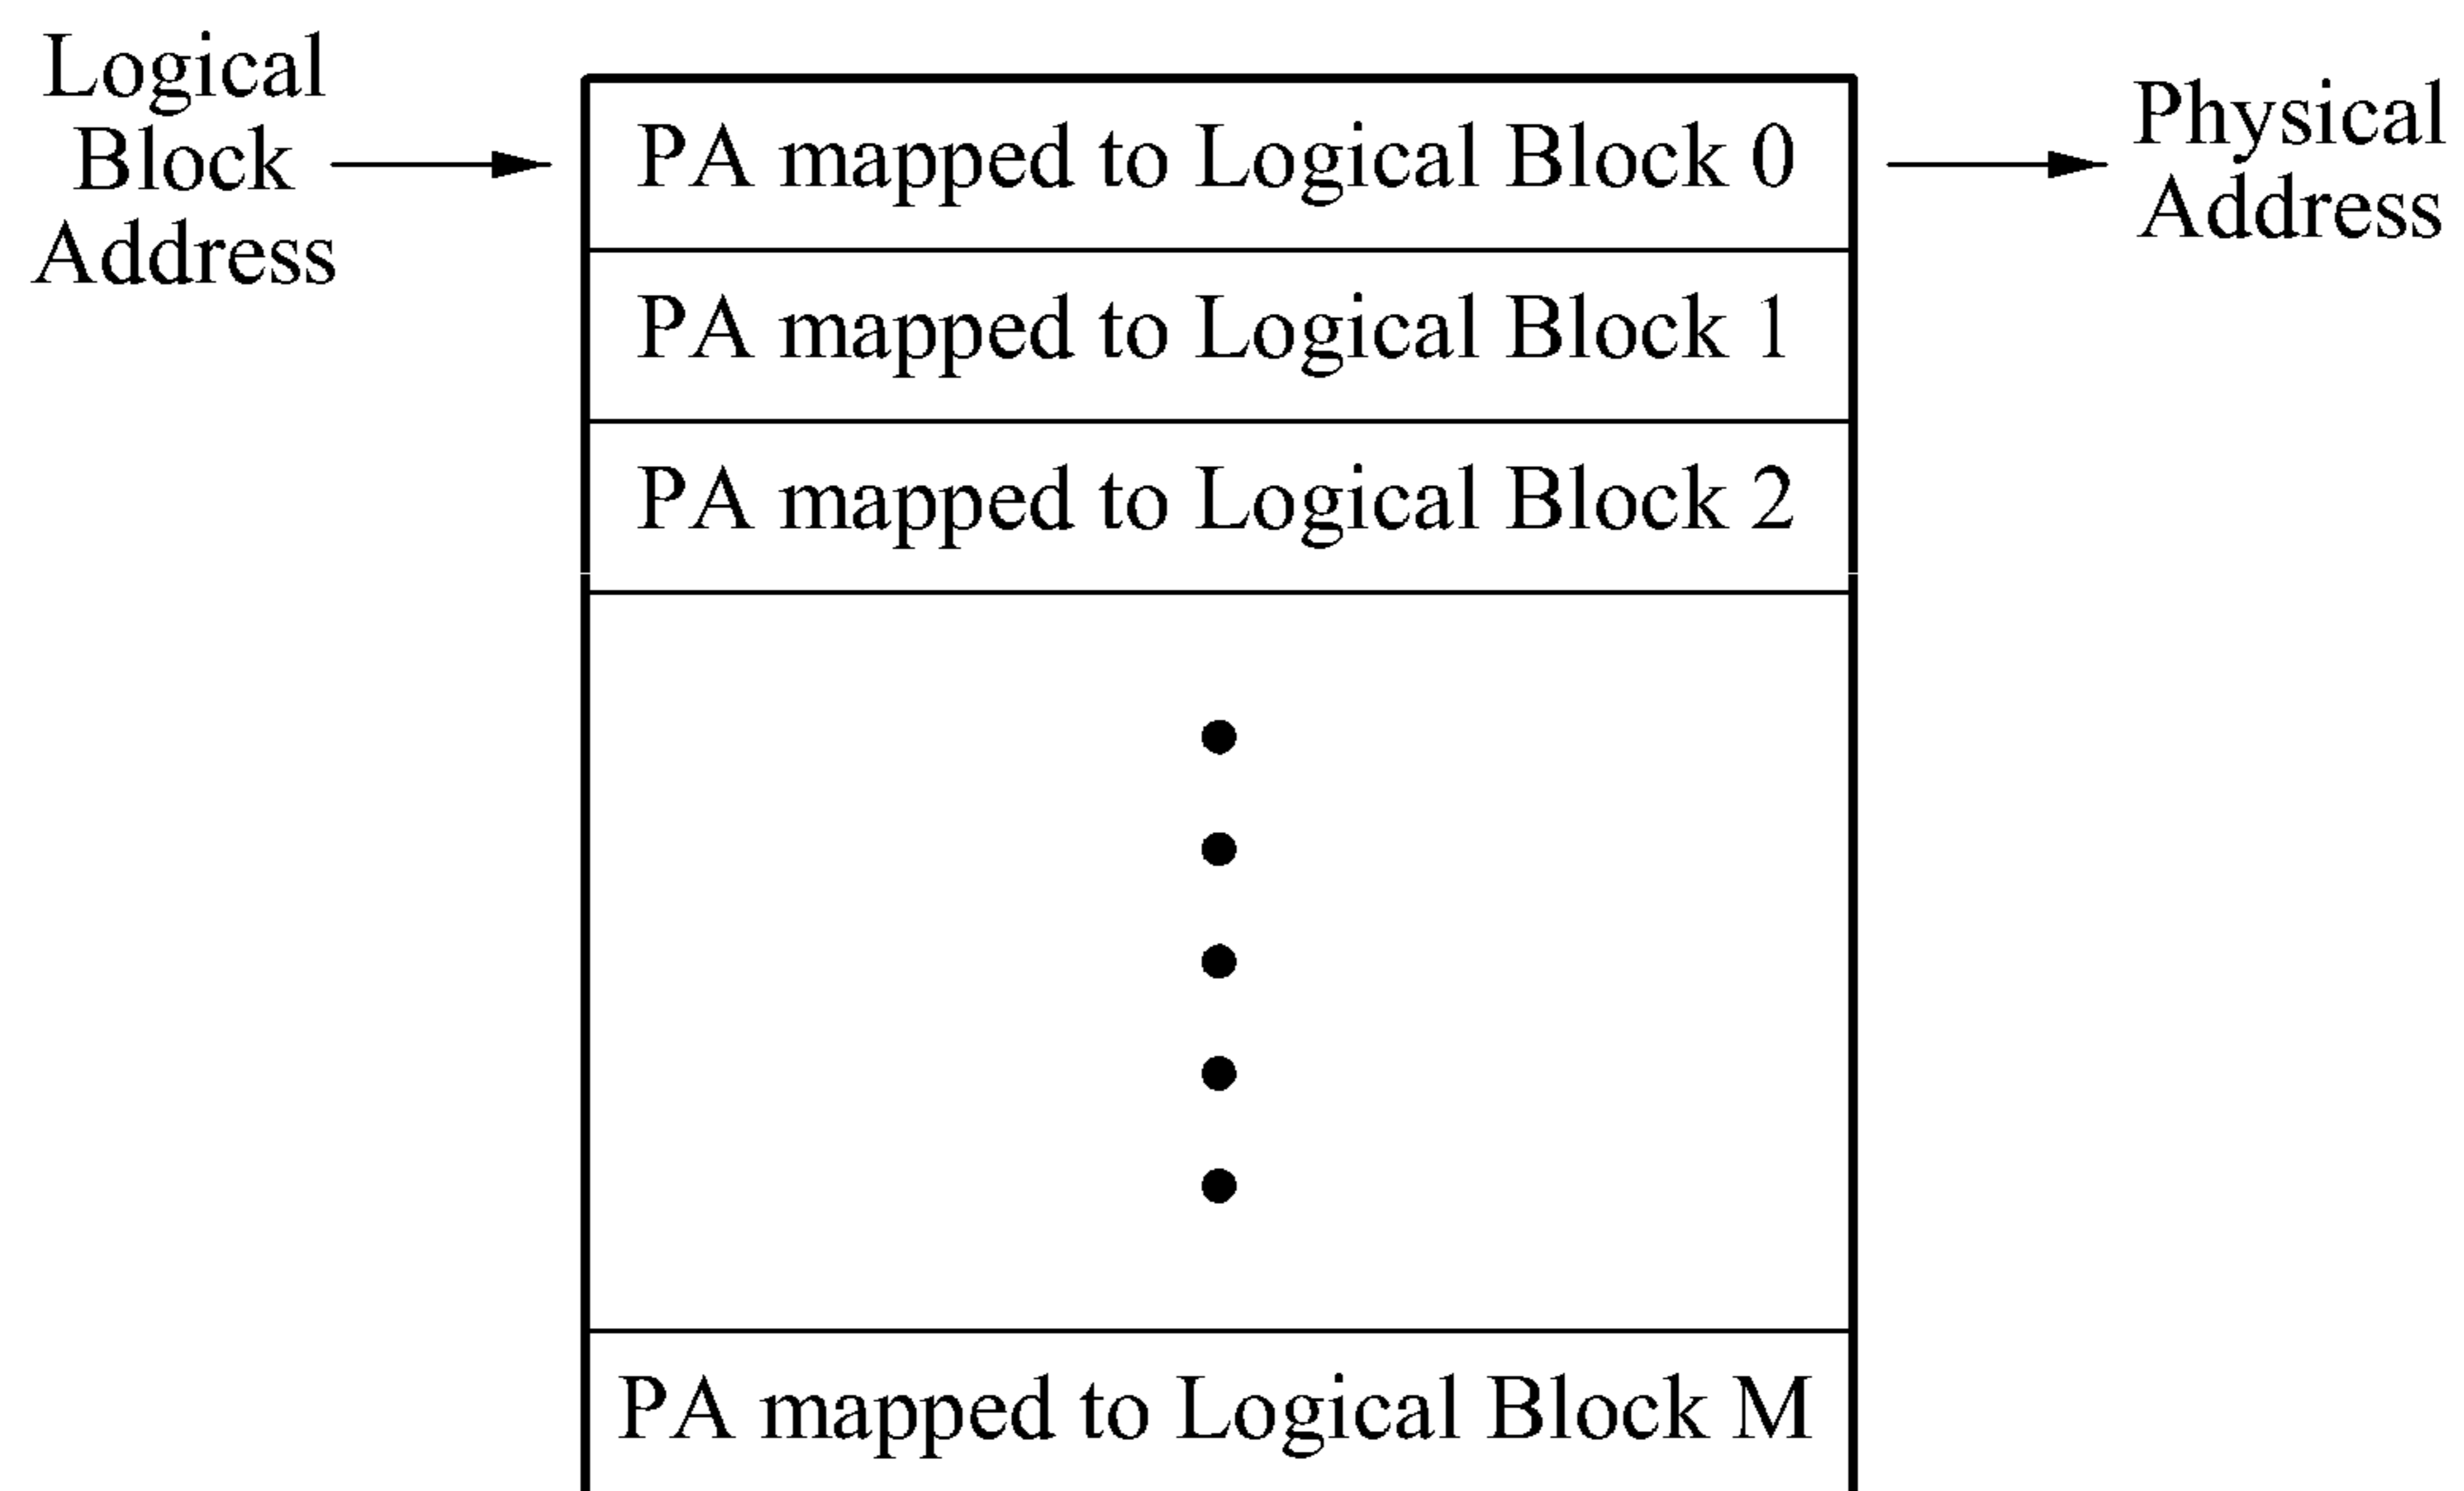 Logical
Block
Address
PA mapped to Logical Block 0
Physical
Address
PA mapped to Logical Block 1
PA mapped to Logical Block 2
PA mapped to Logical Block M